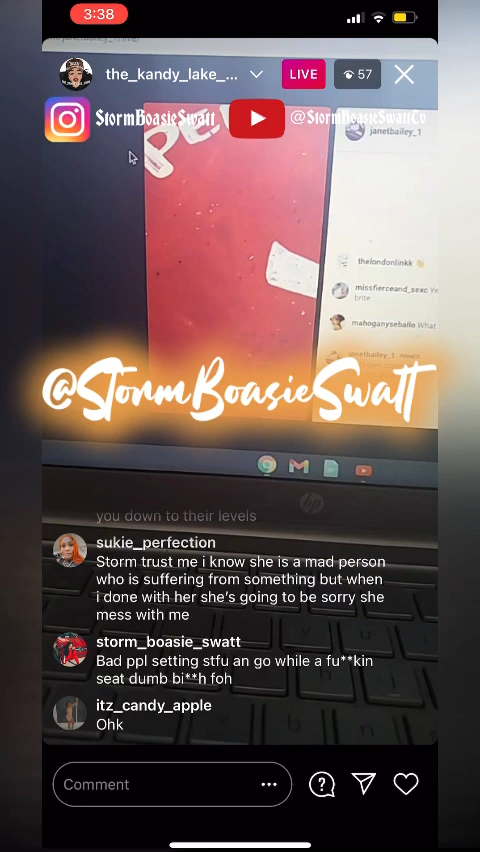 3:38
the_kandy_lake_...
LIVE
57
StormBoasieSwatt
@StormBoasieSwattCo
janetbailey_1
thelondonlinkk
missfierceand_sexc Ye
brite
mahoganyseballo What
@StormBoasieSwatt
hp
you down to their levels
sukie_perfection
Storm trust me i know she is a mad person
who is suffering from something but when
i done with her she's going to be sorry she
mess with me
storm_boasie_swatt
Bad ppl setting stfu an go while a fu**kin
seat dumb bi**h foh
itz_candy_apple
Ohk
Comment